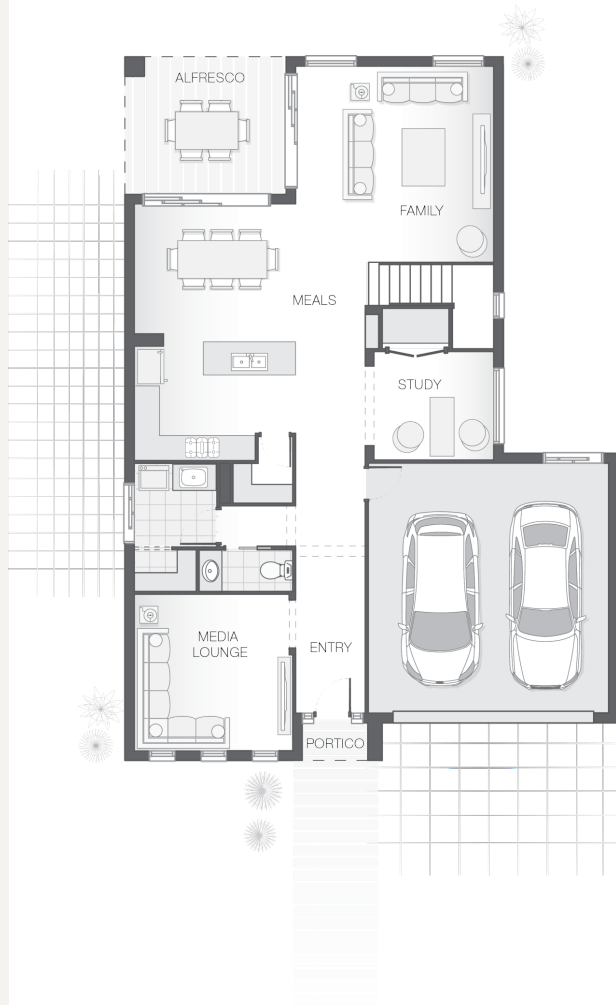 ALFRESCO
FAMILY
MEALS
STUDY
MEDIA
LOUNGE
ENTRY
PORTICO